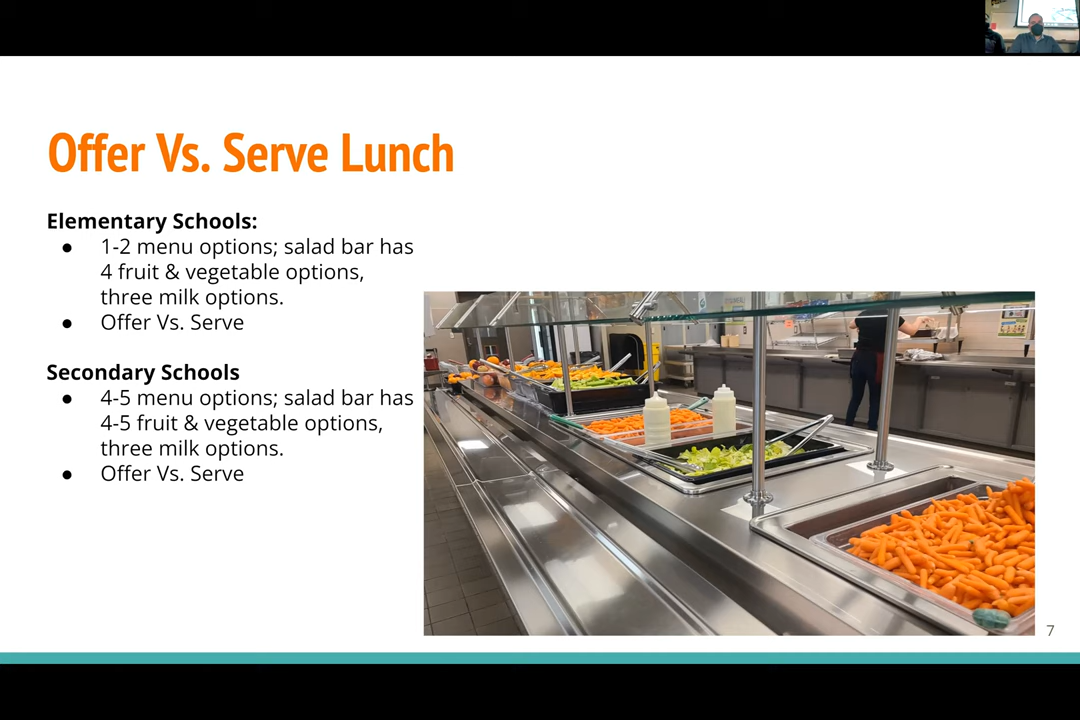 Offer Vs. Serve Lunch
Elementary Schools:
● 1-2 menu options; salad bar has
4 fruit & vegetable options,
three milk options.
● Offer Vs. Serve
Secondary Schools
● 4-5 menu options; salad bar has
4-5 fruit & vegetable options,
three milk options.
● Offer Vs. Serve
7